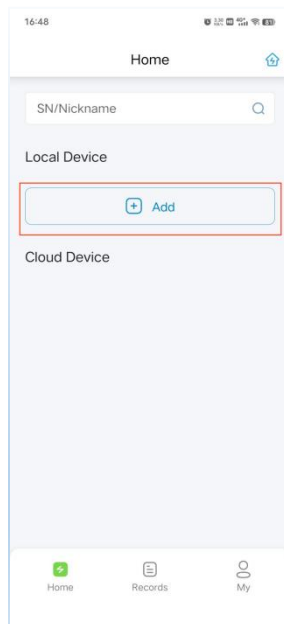 16:48
Home
SN/Nickname
Local Device
Add
Cloud Device
Home
Records
My